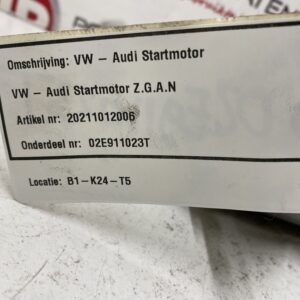 Omschrijving: VW - Audi Startmotor
VW - Audi Startmotor Z.G.A.N
Artikel nr: 20211012006
Onderdeel nr: 02E911023T
Locatie: B1-K24-T5